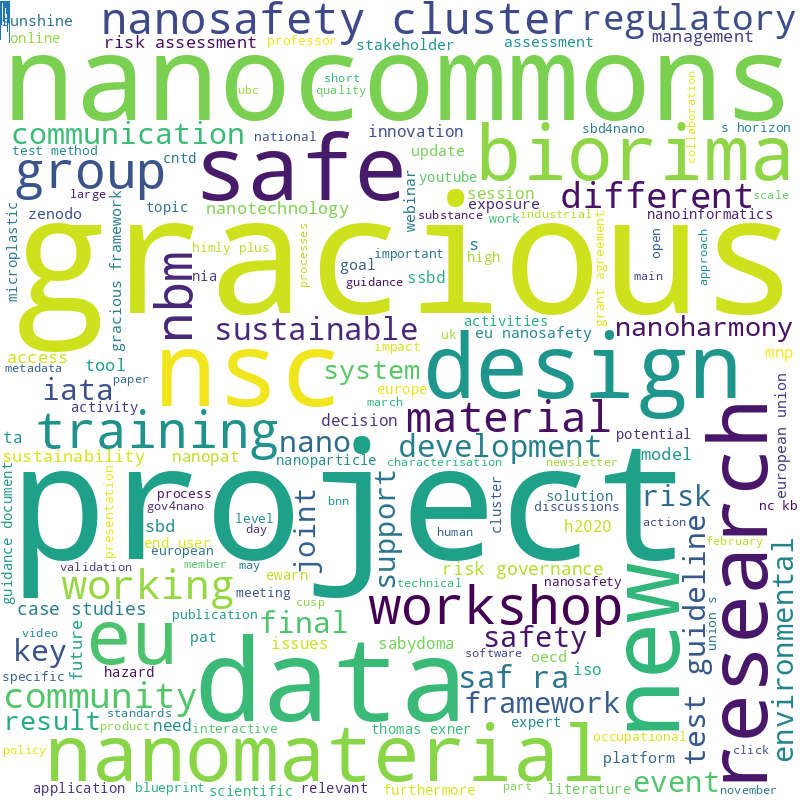 sunshine
nanosafety cluster
regulatory
online
risk assessment
professor
stakeholder
assessment
management
nanocommons
ubc
short
quality
collaboration
communication
national
innovation
sbd4nano
s horizon
test method
cntd
safe
update
biorima
group
youtube
large
webinar
session
different
scale
zenodo
topic
nanotechnology
exposure
substance
work
industrial
nanoinformatics
microplastic
gracious framework
gracious
himly plus
processes
important
s
high
grant agreement
open
main
approach
nbm
nia
goal
guidance
ssbd
sustainable
activities
uk
eu nanosafety
nanoharmony
access
metadata
tool
nsc
system
impact
europe
design
mnp
iata
paper
activity
march
decision
material
training
nano
potential
european union
ta
development
sustainability
nanopat
nanoparticle
characterisation
newsletter
model
guidance document
presentation
project
process
gov4nano
sbd
bnn
level
day
joint
support
cluster
solution
discussions
h2020
risk
action
nc kb
research
end user
european
human
february
validation
member
may
ewarn
risk governance
nanosafety
technical
working
meeting
workshop
new
test guideline
environmental
case studies
publication
cusp
final
eu
pat
issues
sabydoma
safety
key
video
future
software
oecd
union s
hazard
data
saf ra
iso
specific
community
framework
result
standards
product
need
interactive
thomas exner
expert
occupational
policy
nanomaterial
platform
click
event
application
blueprint
scientific
relevant
furthermore
part
literature
november